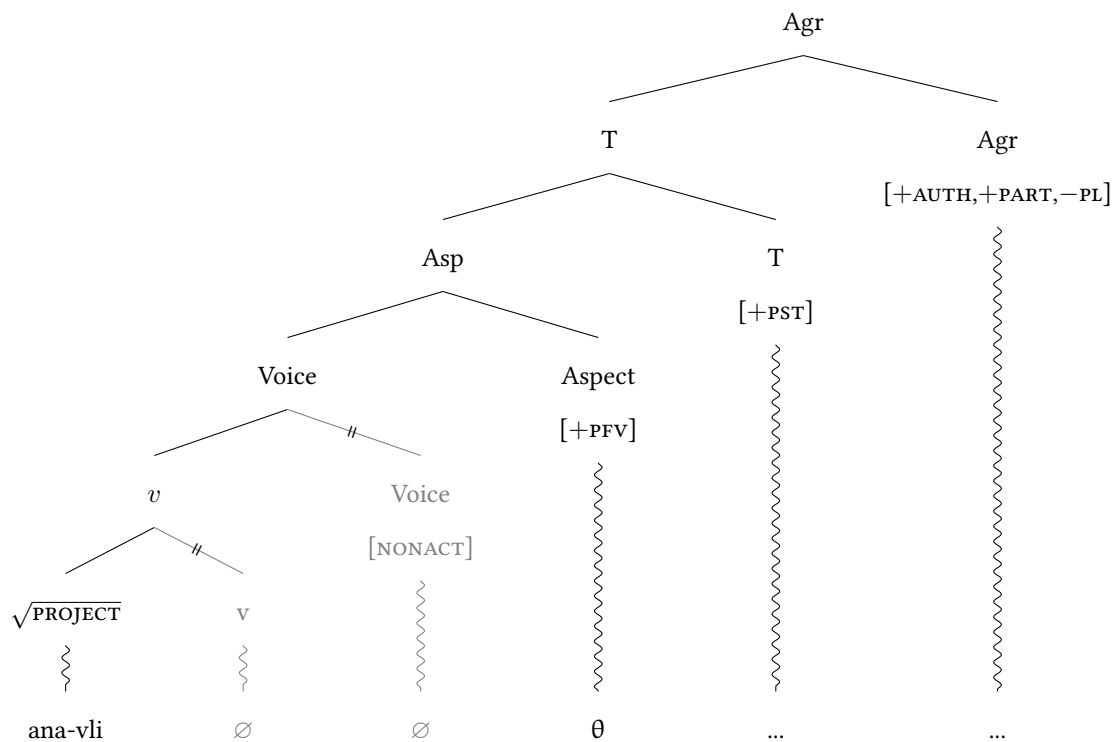 Agr
T Agr
[+AUTH,+PART,−PL]
Asp T
[+PST]
Voice Aspect
[+PFV]
v Voice
[NONACT]
√PROJECT v
ana-vli ∅ ∅ θ ... ...